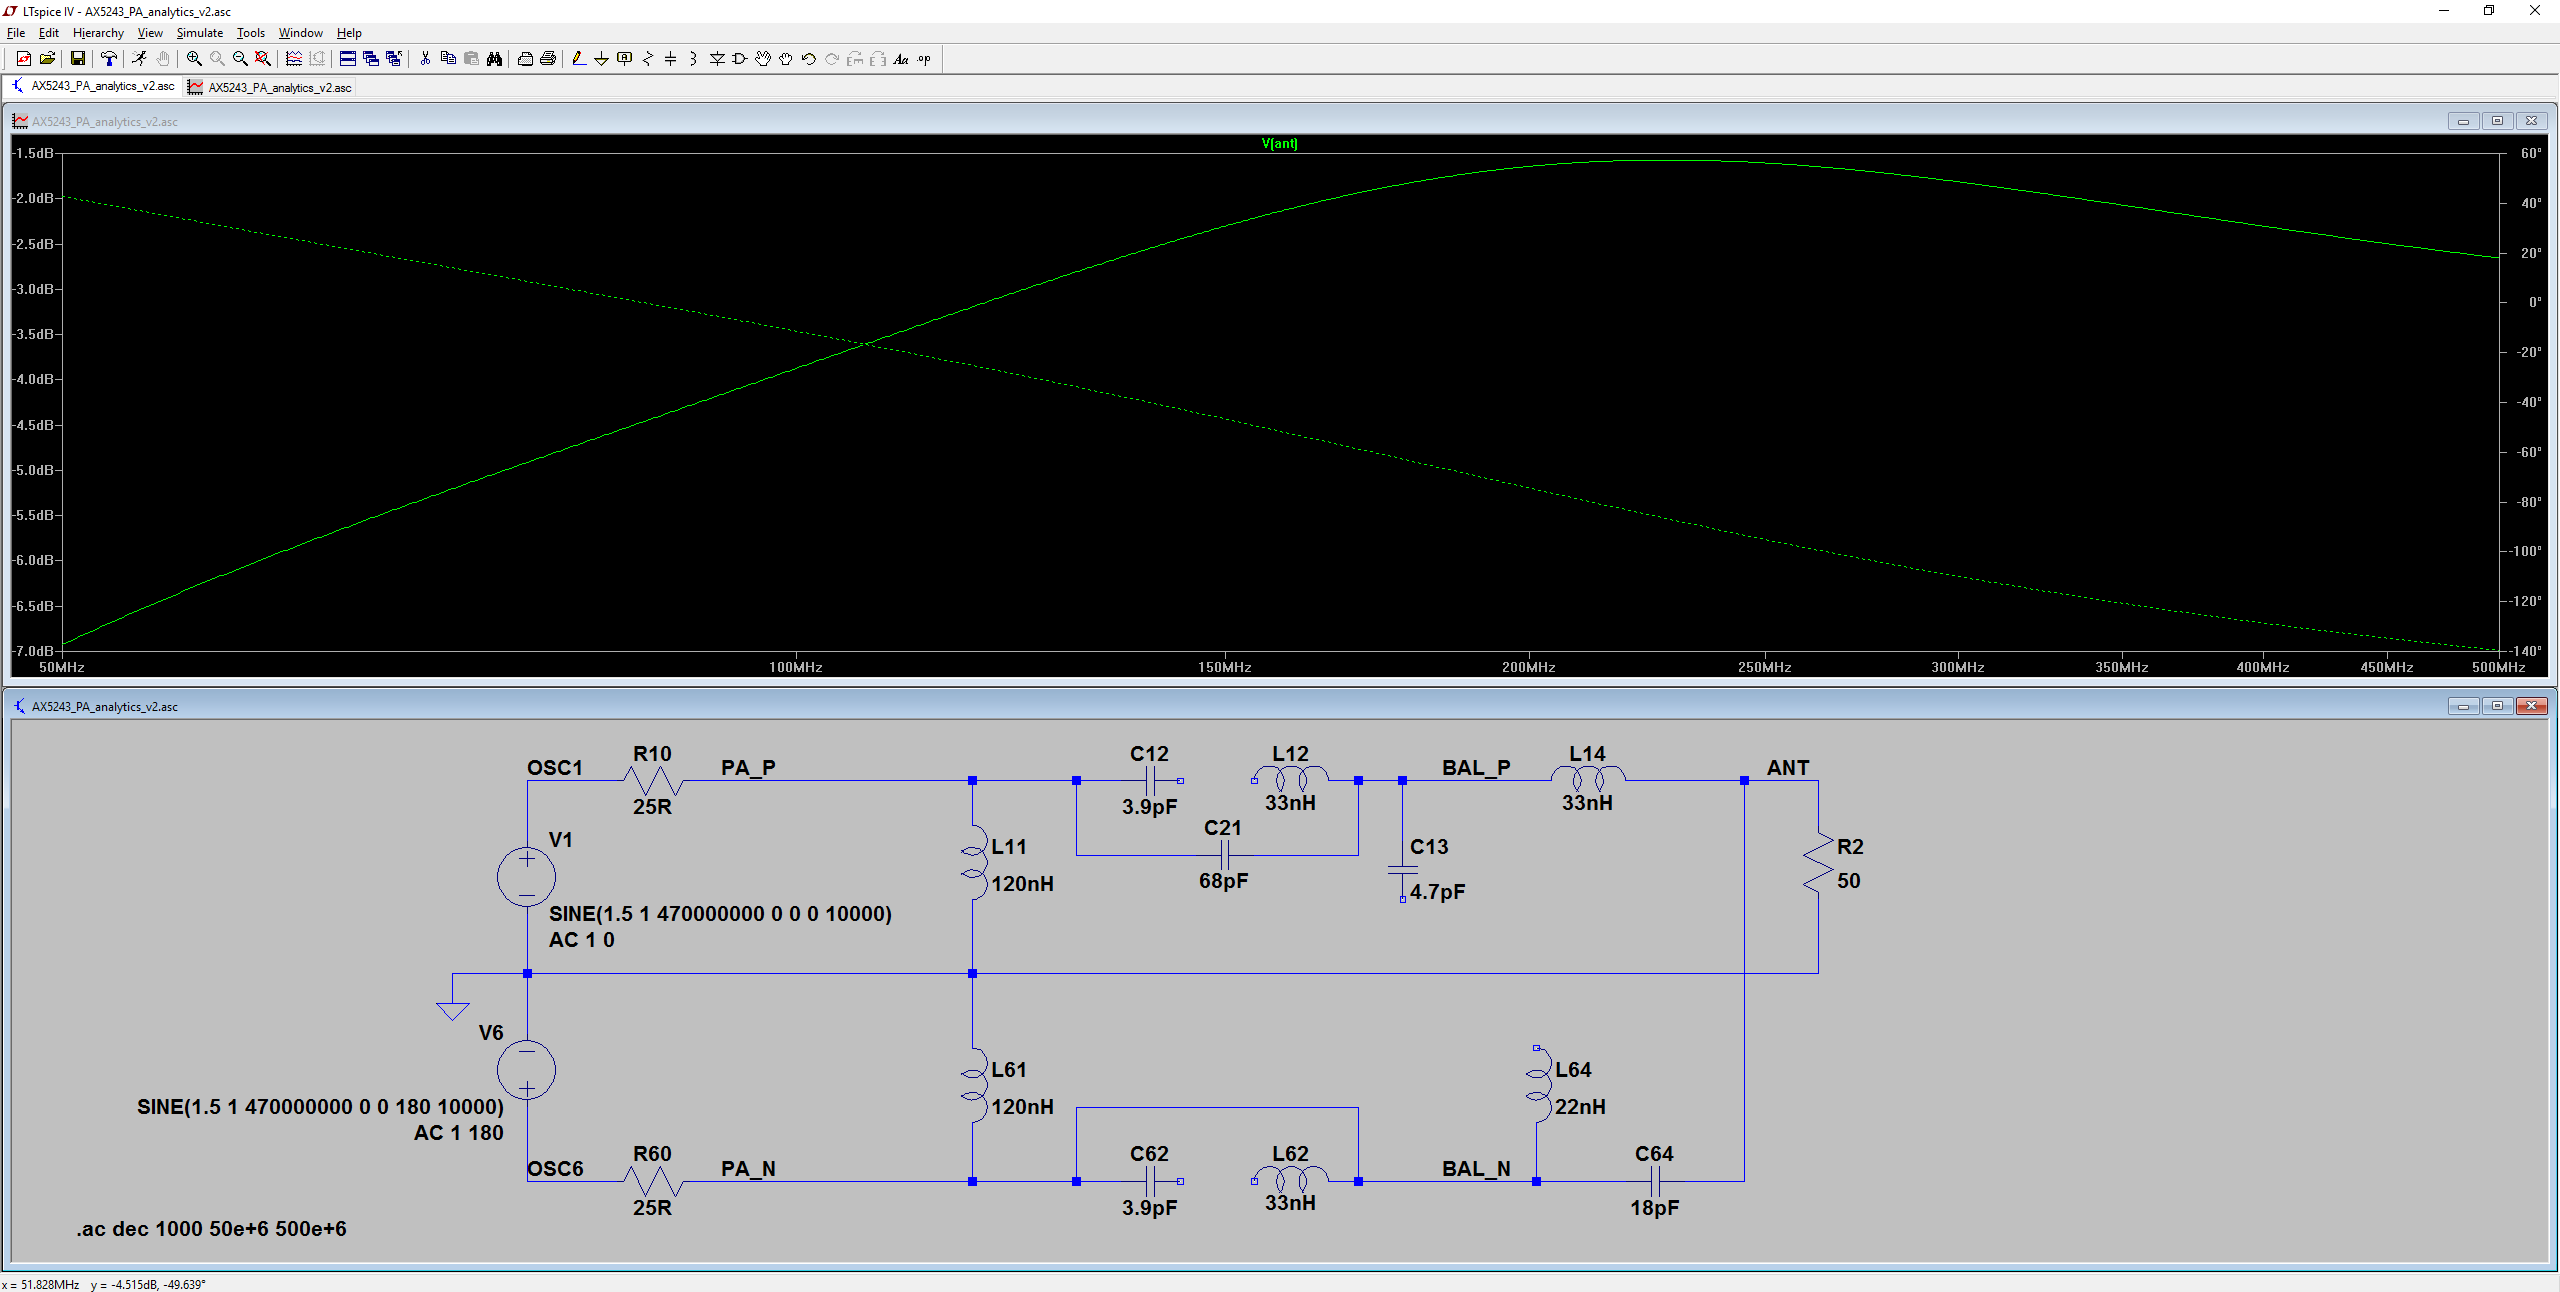 LTspice IV - AX5243_PA_analytics_v2.asc
File Edit Hierarchy View Simulate Tools Window Help
Aa .op
AX5243_PA_analytics_v2.asc AX5243_PA_analytics_v2.asc
AX5243_PA_analytics_v2.asc
V(ant)
-1.5dB 60°
-2.0dB 40°
-2.5dB 20°
-3.0dB 0°
-3.5dB -20°
-4.0dB -40°
-4.5dB -60°
-5.0dB -80°
-5.5dB -100°
-6.0dB -120°
-6.5dB -140°
-7.0dB
50MHz 100MHz 150MHz 200MHz 250MHz 300MHz 350MHz 400MHz 450MHz 500MHz
AX5243_PA_analytics_v2.asc
OSC1 R10 PA_P C12 L12 BAL_P L14 ANT
25R 3.9pF 33nH 33nH
V1 C21
L11 C13 R2
120nH 68pF 4.7pF 50
SINE(1.5 1 470000000 0 0 0 10000)
AC 1 0
V6
L61 L64
SINE(1.5 1 470000000 0 0 180 10000) 120nH 22nH
AC 1 180
OSC6 R60 PA_N C62 L62 BAL_N C64
25R 3.9pF 33nH 18pF
.ac dec 1000 50e+6 500e+6
x = 51.828MHz y = -4.515dB, -49.639°